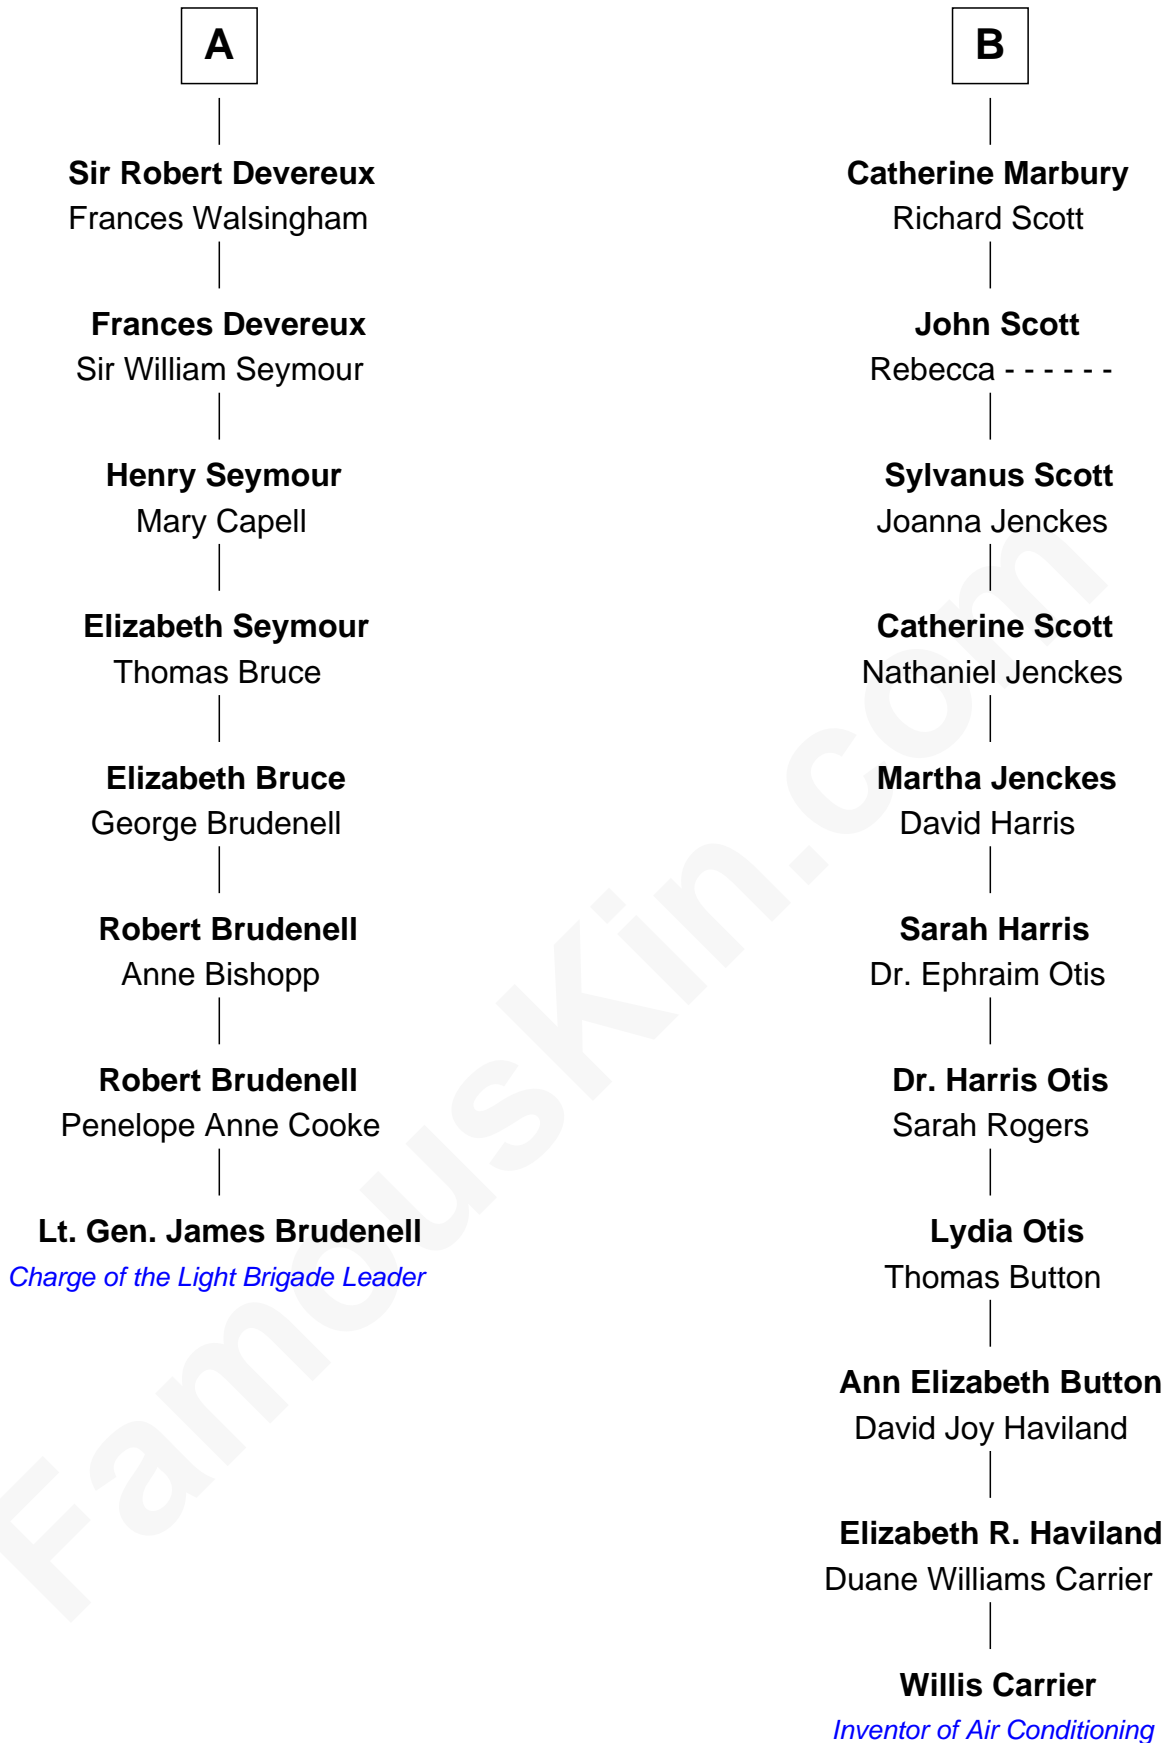 A
Sir Robert Devereux
Frances Walsingham
Frances Devereux
Sir William Seymour
Henry Seymour
Mary Capell
Elizabeth Seymour
Thomas Bruce
Elizabeth Bruce
George Brudenell
Robert Brudenell
Anne Bishopp
Robert Brudenell
Penelope Anne Cooke
Lt. Gen. James Brudenell
Charge of the Light Brigade Leader
B
Catherine Marbury
Richard Scott
John Scott
Rebecca - - - - - -
Sylvanus Scott
Joanna Jenckes
Catherine Scott
Nathaniel Jenckes
Martha Jenckes
David Harris
Sarah Harris
Dr. Ephraim Otis
Dr. Harris Otis
Sarah Rogers
Lydia Otis
Thomas Button
Ann Elizabeth Button
David Joy Haviland
Elizabeth R. Haviland
Duane Williams Carrier
Willis Carrier
Inventor of Air Conditioning
FamousKin.com